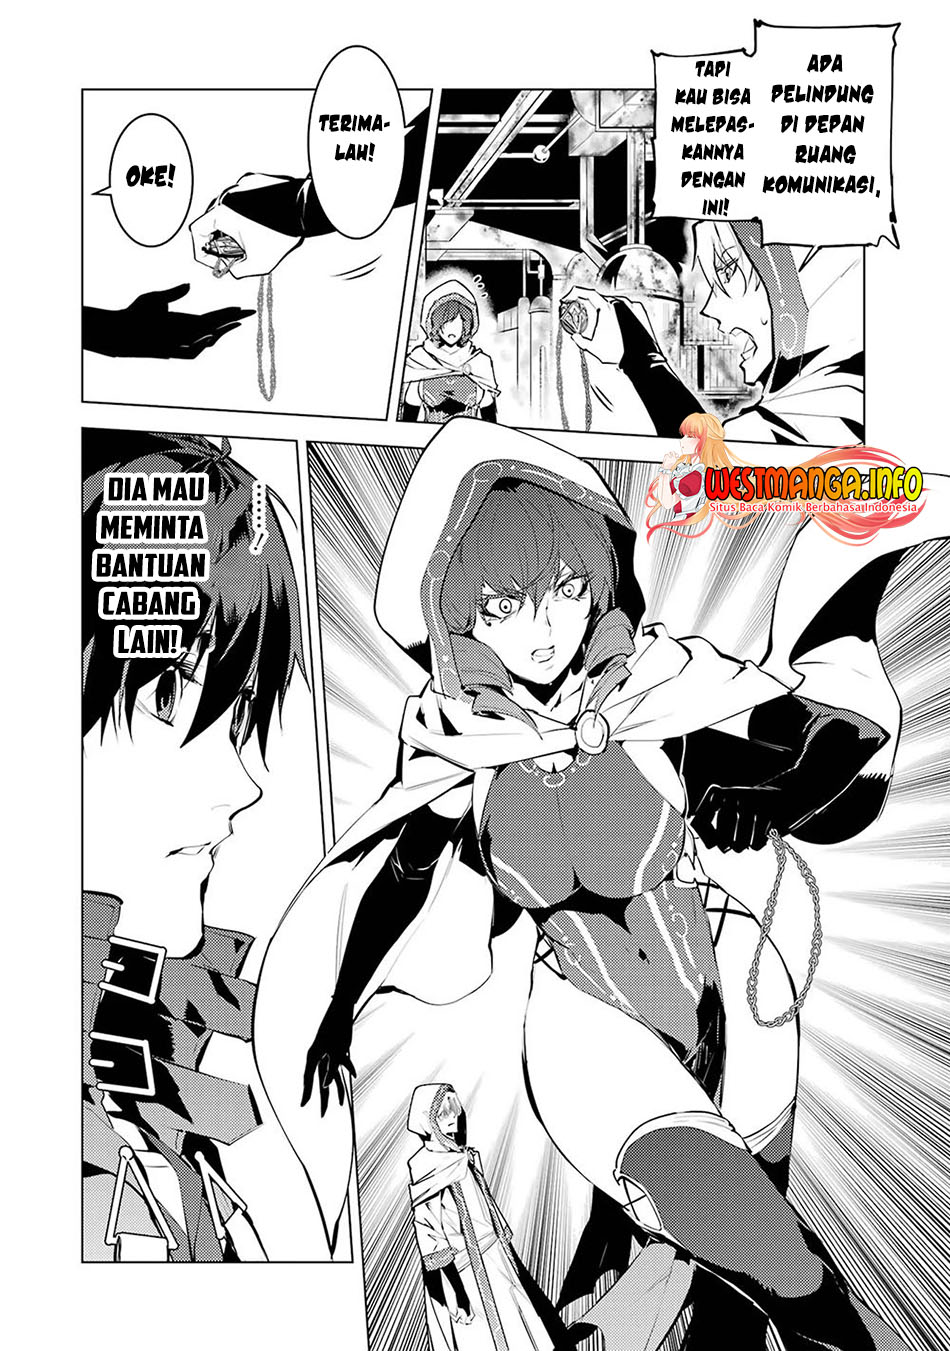 ADA
PELINDUNG
DI DEPAN
RUANG
KOMUNIKASI,
TAPI
KAU BISA
MELEPAS-
KANNYA
DENGAN
INI!
TERIMA-
LAH!
OKE!
WESTMANGA.INFO
Situs Baca Komik Berbahasa Indonesia
DIA MAU
MEMINTA
BANTUAN
CABANG
LAIN!